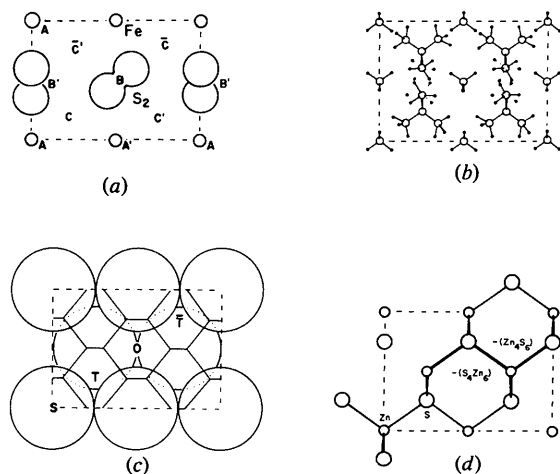 A Fe
C̄' C̄
B' B B'
S₂
C C'
A A' A
(a)
(b)
T̄
O
T
S
(c)
-(Zn₄S₆)
-(S₄Zn₆)
Zn S
(d)